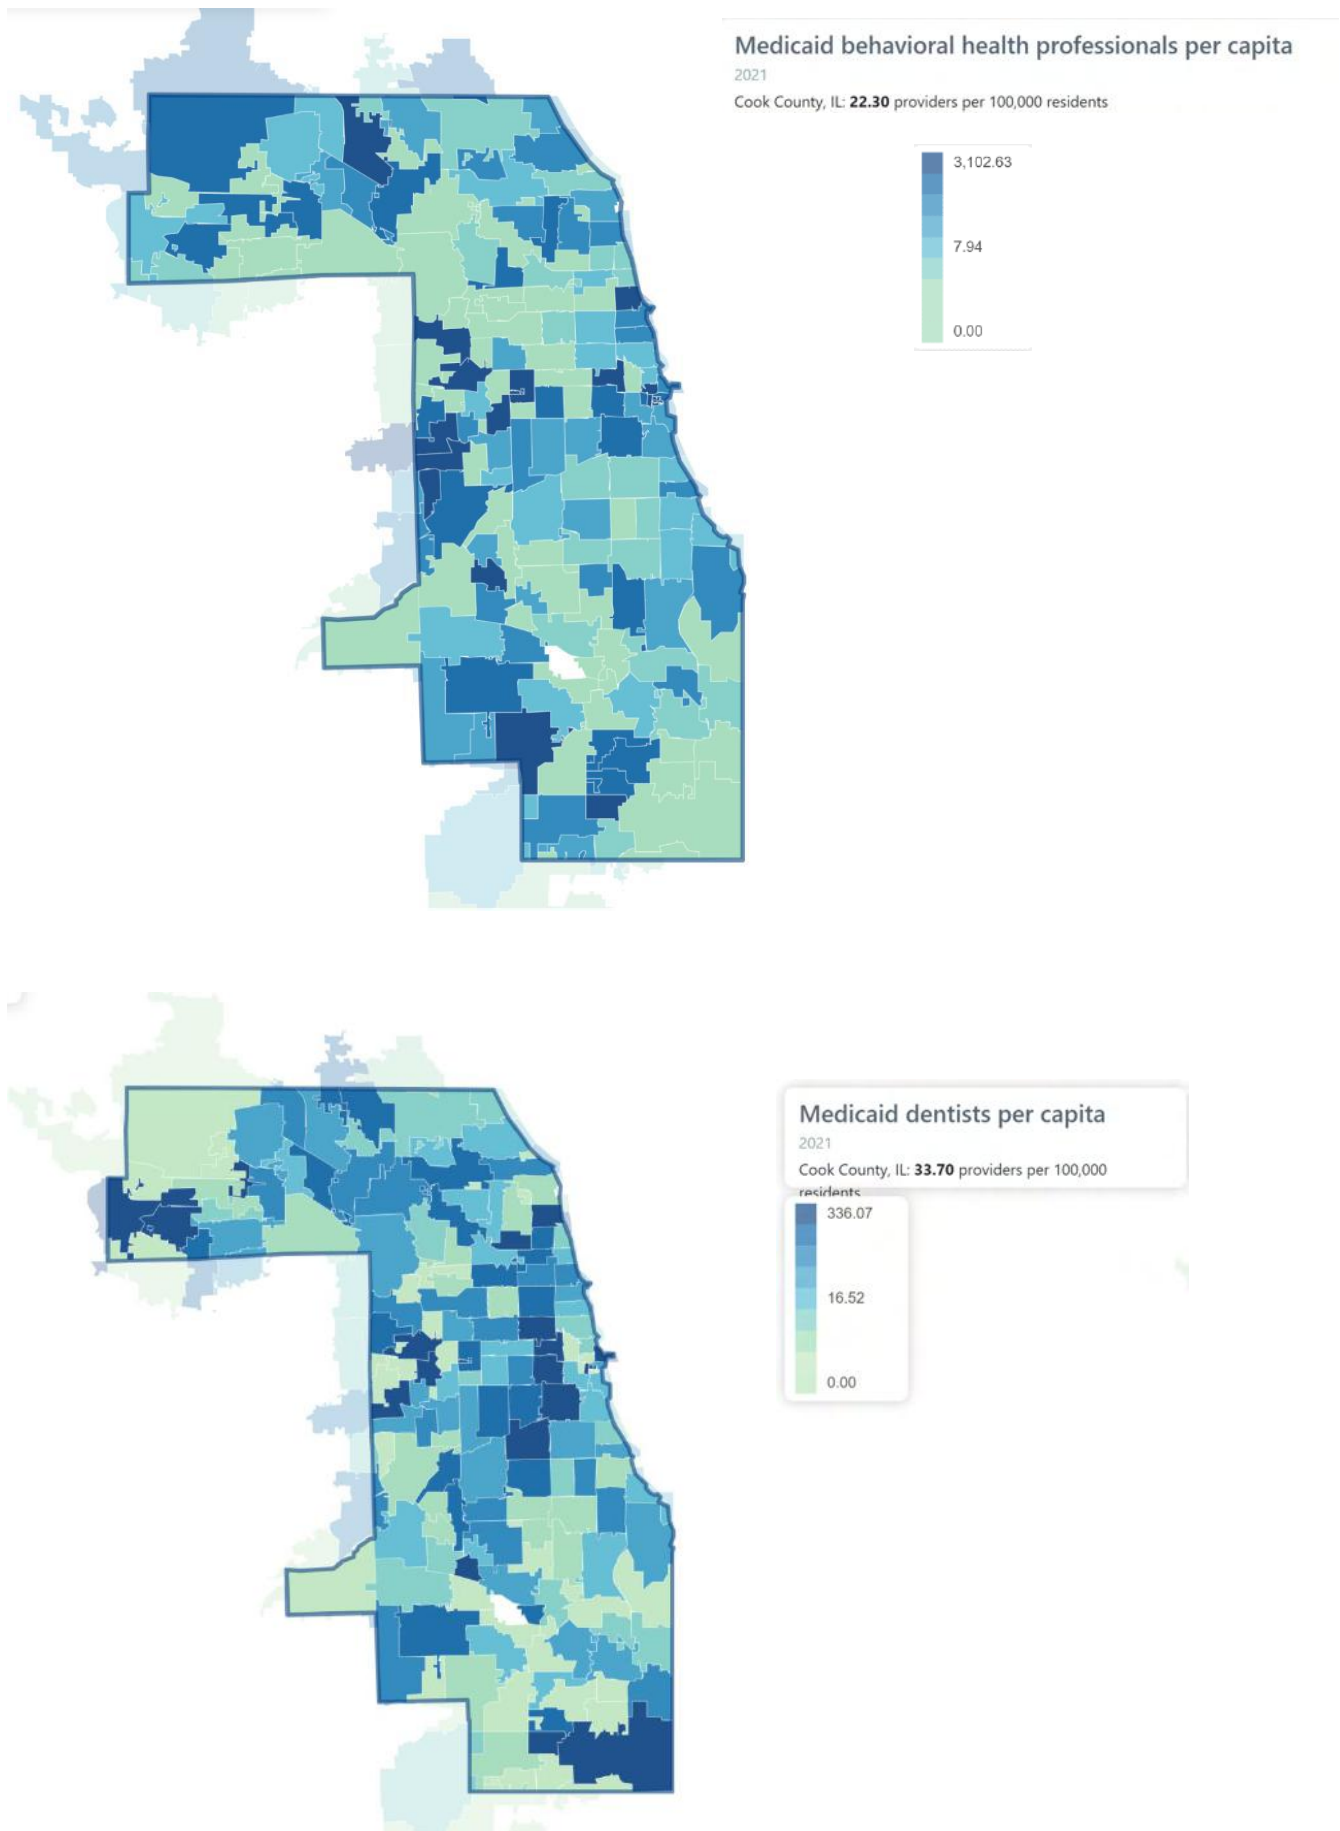 Medicaid behavioral health professionals per capita
2021
Cook County, IL: 22.30 providers per 100,000 residents
3,102.63
7.94
0.00
Medicaid dentists per capita
2021
Cook County, IL: 33.70 providers per 100,000
residents
336.07
16.52
0.00